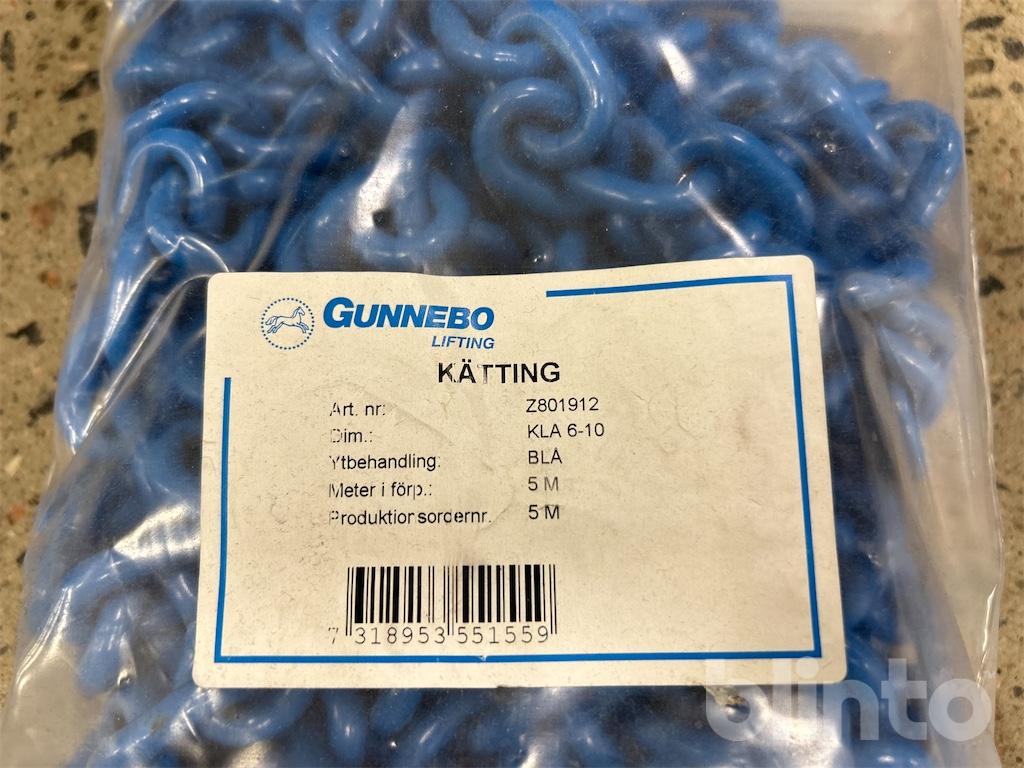 GUNNEBO
LIFTING
KÄTTING
Art. nr: Z801912
Dim.: KLA 6-10
Ytbehandling: BLÅ
Meter i förp.: 5 M
Produktionsordernr. 5 M
7 318953 551559
blinto